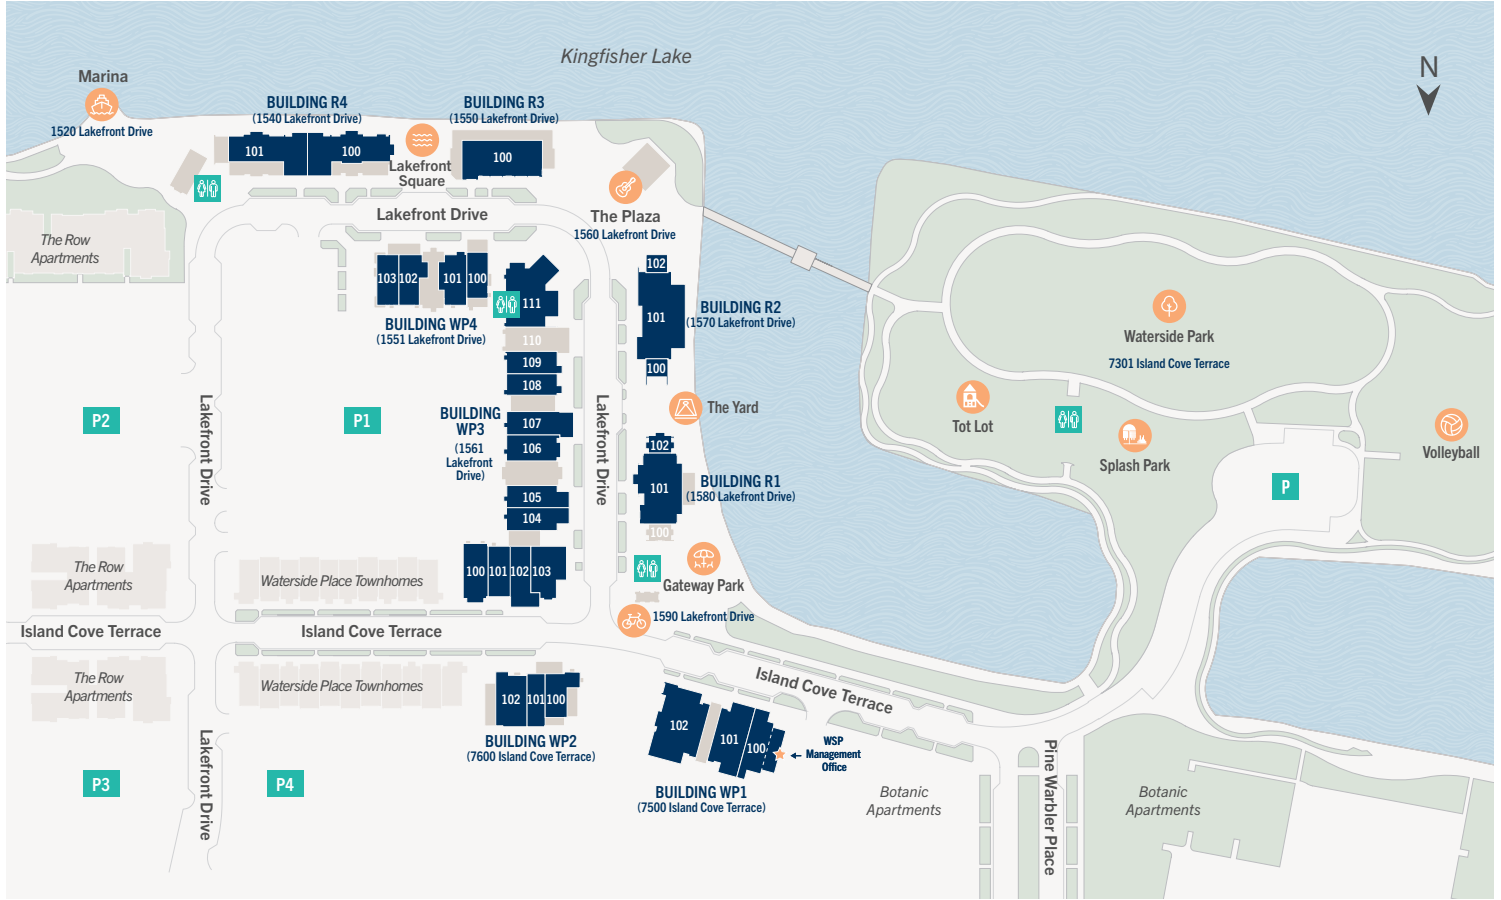 Kingfisher Lake
N
Marina
1520 Lakefront Drive
BUILDING R4
(1540 Lakefront Drive)
101
100
BUILDING R3
(1550 Lakefront Drive)
100
Lakefront
Square
The Plaza
1560 Lakefront Drive
Lakefront Drive
The Row
Apartments
103
102
101
100
BUILDING WP4
(1551 Lakefront Drive)
111
110
109
108
107
106
105
104
100
101
102
103
BUILDING
WP3
(1561
Lakefront
Drive)
102
101
100
BUILDING R2
(1570 Lakefront Drive)
The Yard
102
101
100
BUILDING R1
(1580 Lakefront Drive)
Waterside Park
7301 Island Cove Terrace
Tot Lot
Splash Park
Volleyball
P
P2
P1
Lakefront Drive
Lakefront Drive
Gateway Park
1590 Lakefront Drive
The Row
Apartments
Waterside Place Townhomes
Island Cove Terrace
Island Cove Terrace
Island Cove Terrace
The Row
Apartments
Waterside Place Townhomes
102
101
100
BUILDING WP2
(7600 Island Cove Terrace)
102
101
100
WSP
Management
Office
BUILDING WP1
(7500 Island Cove Terrace)
P3
P4
Lakefront Drive
Botanic
Apartments
Pine Warbler Place
Botanic
Apartments